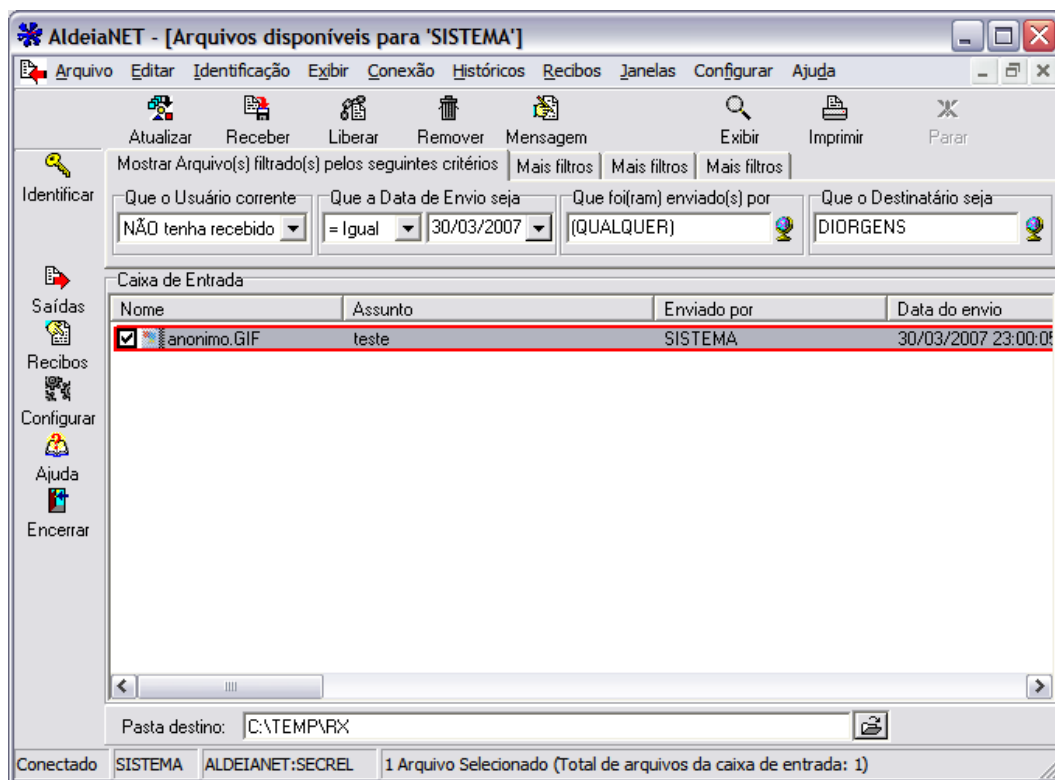 AldeiaNET - [Arquivos disponíveis para 'SISTEMA']
Arquivo Editar Identificação Exibir Conexão Históricos Recibos Janelas Configurar Ajuda
Atualizar Receber Liberar Remover Mensagem Exibir Imprimir Parar
Identificar
Mostrar Arquivo(s) filtrado(s) pelos seguintes critérios Mais filtros Mais filtros Mais filtros
Que o Usuário corrente Que a Data de Envio seja Que foi(ram) enviado(s) por Que o Destinatário seja
NÃO tenha recebido = Igual 30/03/2007 (QUALQUER) DIORGENS
Caixa de Entrada
Saídas
Recibos
Configurar
Ajuda
Encerrar
Nome Assunto Enviado por Data do envio
anonimo.GIF teste SISTEMA 30/03/2007 23:00:05
Pasta destino: C:\TEMP\RX
Conectado SISTEMA ALDEIANET:SECREL 1 Arquivo Selecionado (Total de arquivos da caixa de entrada: 1)